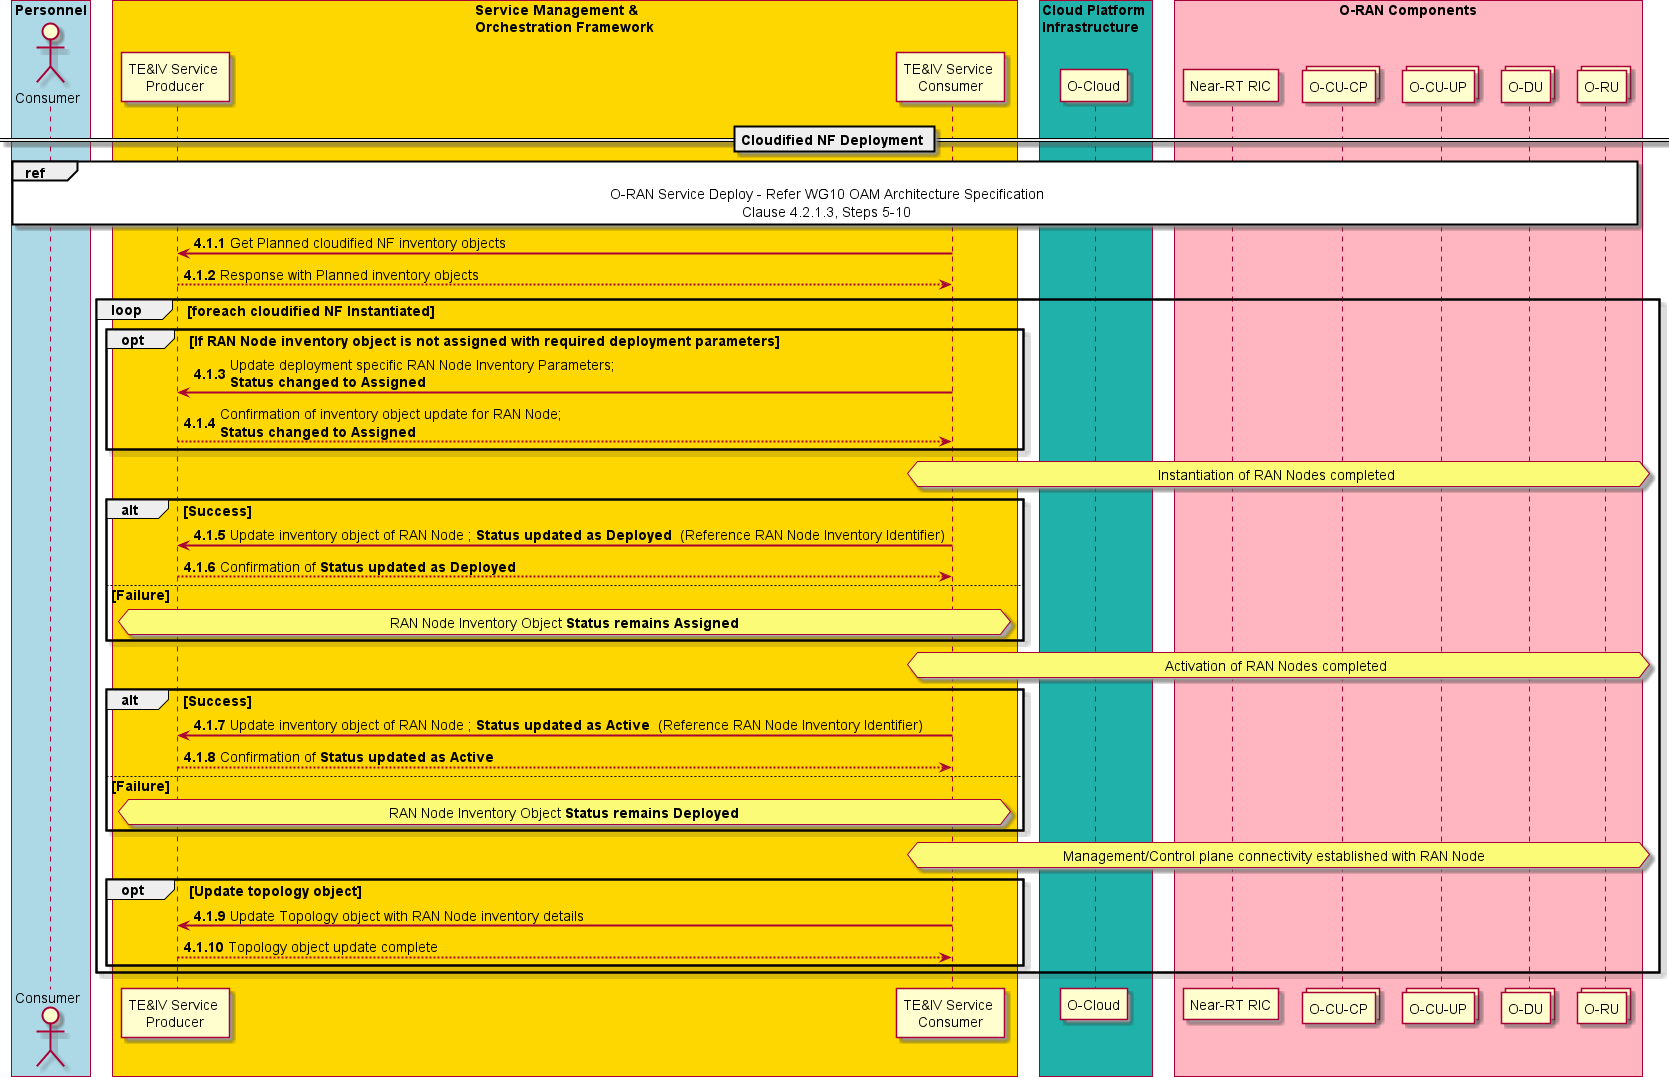 Personnel
Service Management &
Orchestration Framework
Cloud Platform
Infrastructure
O-RAN Components
Consumer
TE&IV Service
Producer
TE&IV Service
Consumer
O-Cloud
Near-RT RIC
O-CU-CP
O-CU-UP
O-DU
O-RU
Cloudified NF Deployment
ref
O-RAN Service Deploy - Refer WG10 OAM Architecture Specification
Clause 4.2.1.3, Steps 5-10
4.1.1 Get Planned cloudified NF inventory objects
4.1.2 Response with Planned inventory objects
loop [foreach cloudified NF Instantiated]
opt [If RAN Node inventory object is not assigned with required deployment parameters]
4.1.3 Update deployment specific RAN Node Inventory Parameters;
Status changed to Assigned
4.1.4 Confirmation of inventory object update for RAN Node;
Status changed to Assigned
Instantiation of RAN Nodes completed
alt [Success]
4.1.5 Update inventory object of RAN Node ; Status updated as Deployed (Reference RAN Node Inventory Identifier)
4.1.6 Confirmation of Status updated as Deployed
[Failure]
RAN Node Inventory Object Status remains Assigned
Activation of RAN Nodes completed
alt [Success]
4.1.7 Update inventory object of RAN Node ; Status updated as Active (Reference RAN Node Inventory Identifier)
4.1.8 Confirmation of Status updated as Active
[Failure]
RAN Node Inventory Object Status remains Deployed
Management/Control plane connectivity established with RAN Node
opt [Update topology object]
4.1.9 Update Topology object with RAN Node inventory details
4.1.10 Topology object update complete
Consumer
TE&IV Service
Producer
TE&IV Service
Consumer
O-Cloud
Near-RT RIC
O-CU-CP
O-CU-UP
O-DU
O-RU